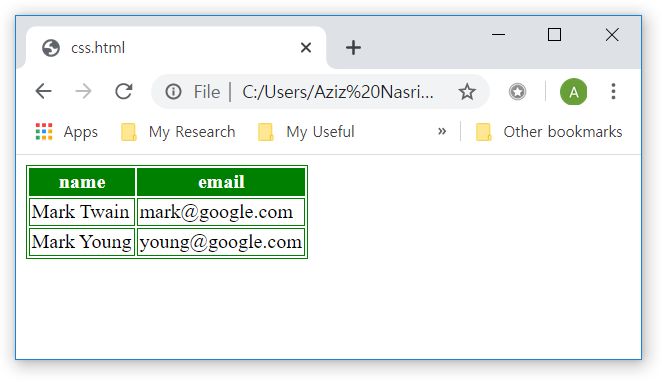 css.html
File | C:/Users/Aziz%20Nasri... A
Apps My Research My Useful » Other bookmarks
name email
Mark Twain mark@google.com
Mark Young young@google.com